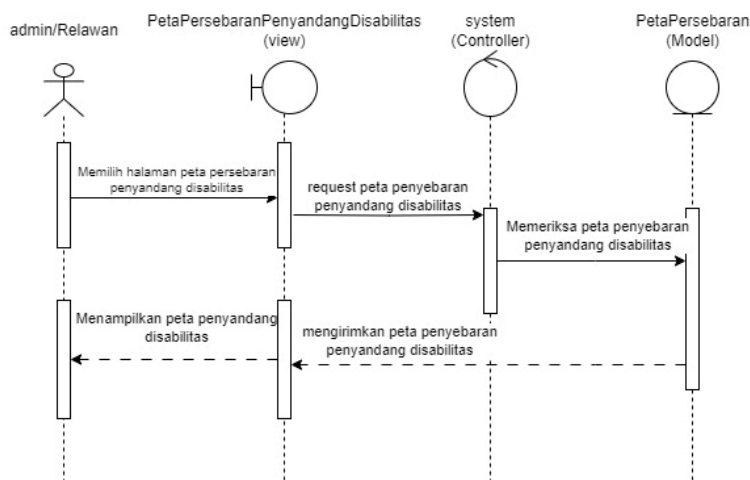 admin/Relawan
PetaPersebaranPenyandangDisabilitas
(view)
system
(Controller)
PetaPersebaran
(Model)
Memilih halaman peta persebaran
penyandang disabilitas
request peta penyebaran
penyandang disabilitas
Memeriksa peta penyebaran
penyandang disabilitas
Menampilkan peta penyandang
disabilitas
mengirimkan peta penyebaran
penyandang disabilitas